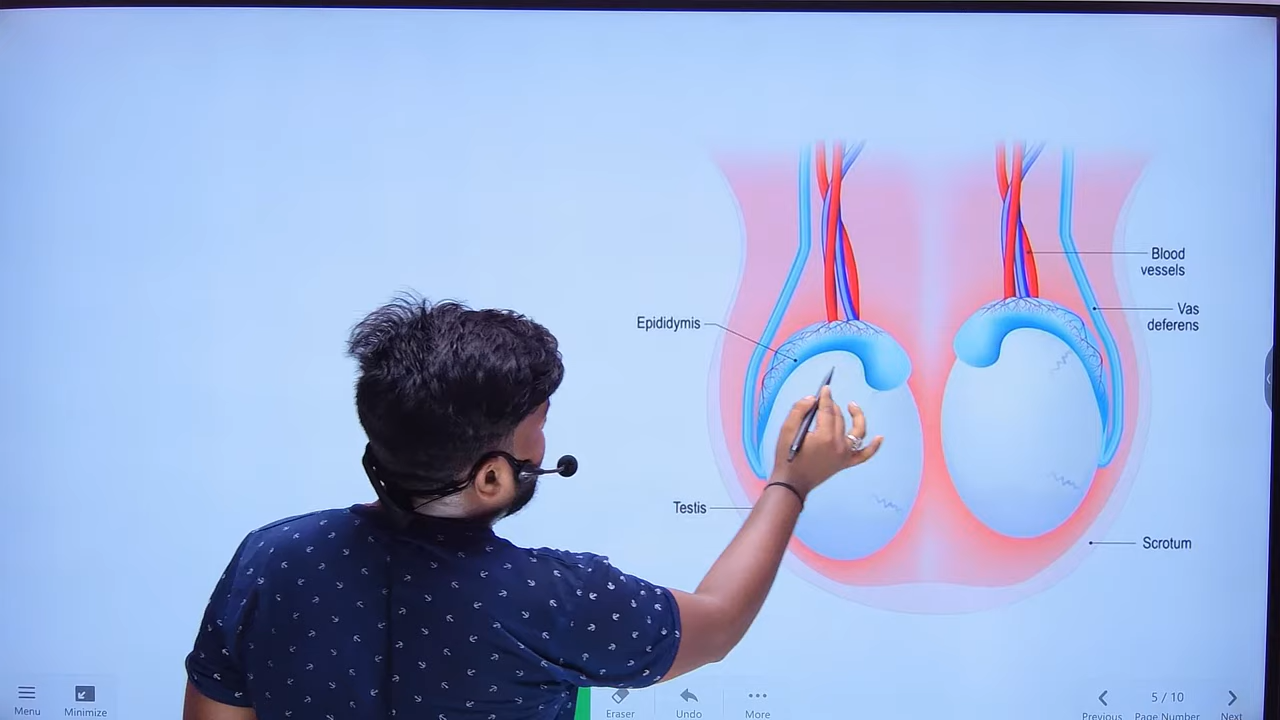 Blood
vessels
Vas
deferens
Epididymis
Testis
Scrotum
Menu
Minimize
Eraser
Undo
More
Previous
5 / 10
Page Number
Next